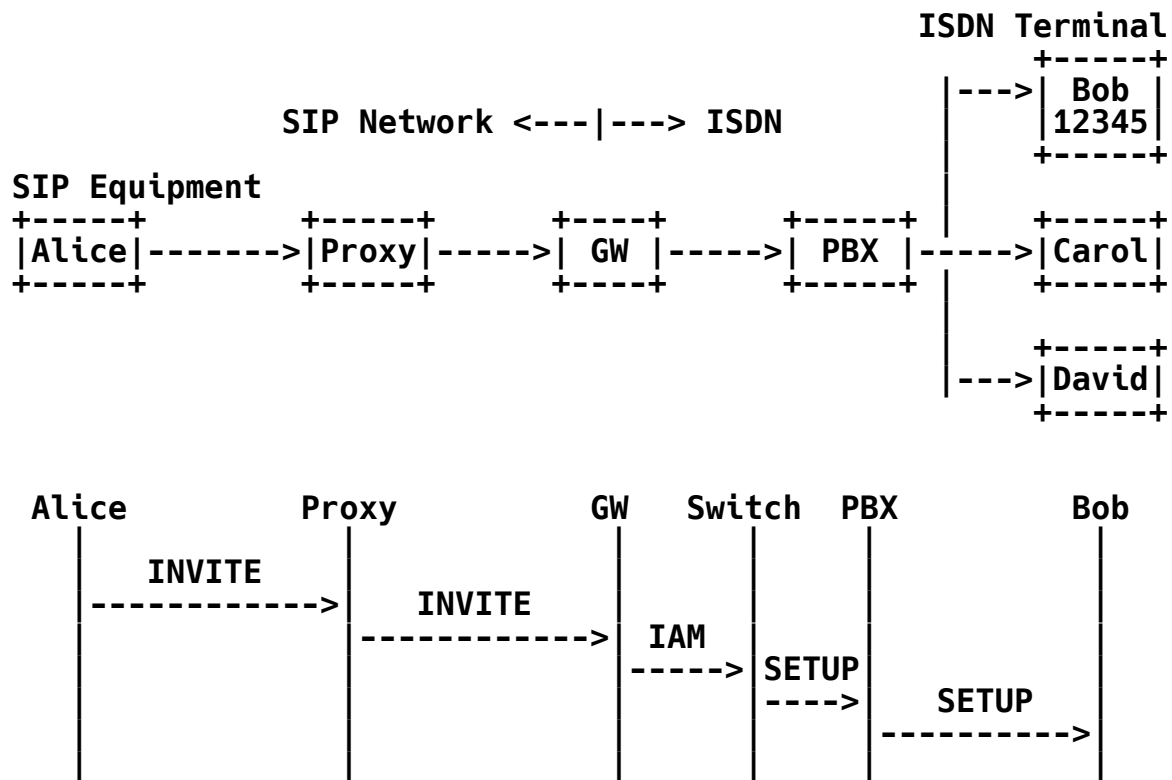 ISDN Terminal
                                                     +-----+
                                                |--->| Bob |
              SIP Network <---|---> ISDN        |    |12345|
                                                |    +-----+
SIP Equipment                                   |
+-----+        +-----+      +----+      +-----+ |    +-----+
|Alice|------->|Proxy|----->| GW |----->| PBX |----->|Carol|
+-----+        +-----+      +----+      +-----+ |    +-----+
                                                |
                                                |    +-----+
                                                |--->|David|
                                                     +-----+

 Alice         Proxy          GW   Switch  PBX         Bob
   |             |             |      |     |           |
   |   INVITE    |             |      |     |           |
   |------------>|   INVITE    |      |     |           |
   |             |------------>| IAM  |     |           |
   |             |             |----->|SETUP|           |
   |             |             |      |---->|   SETUP   |
   |             |             |      |     |---------->|
   |             |             |      |     |           |